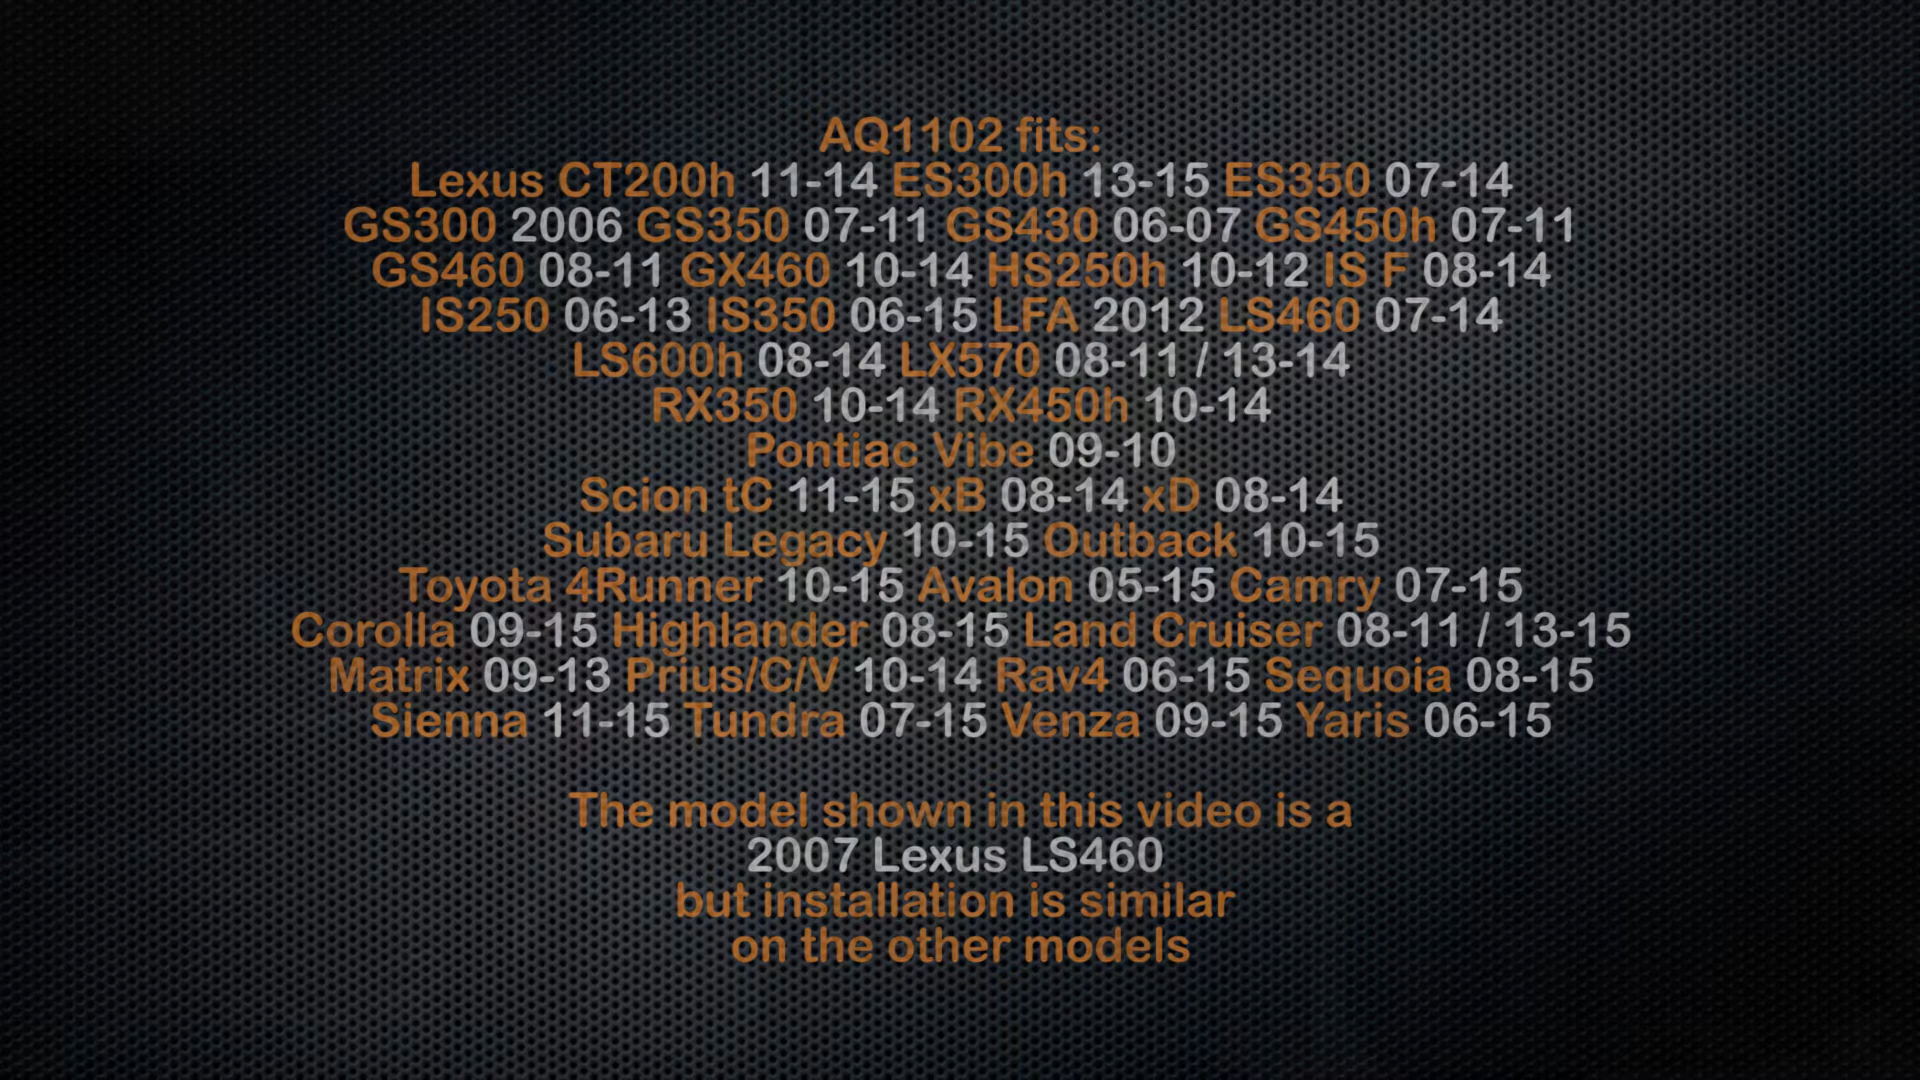 AQ1102 fits:
Lexus CT200h 11-14 ES300h 13-15 ES350 07-14
GS300 2006 GS350 07-11 GS430 06-07 GS450h 07-11
GS460 08-11 GX460 10-14 HS250h 10-12 IS F 08-14
IS250 06-13 IS350 06-15 LFA 2012 LS460 07-14
LS600h 08-14 LX570 08-11 / 13-14
RX350 10-14 RX450h 10-14
Pontiac Vibe 09-10
Scion tC 11-15 xB 08-14 xD 08-14
Subaru Legacy 10-15 Outback 10-15
Toyota 4Runner 10-15 Avalon 05-15 Camry 07-15
Corolla 09-15 Highlander 08-15 Land Cruiser 08-11 / 13-15
Matrix 09-13 Prius/C/V 10-14 Rav4 06-15 Sequoia 08-15
Sienna 11-15 Tundra 07-15 Venza 09-15 Yaris 06-15
The model shown in this video is a
2007 Lexus LS460
but installation is similar
on the other models